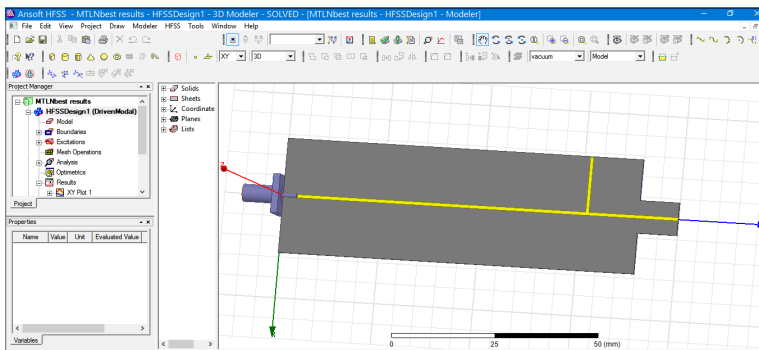 Ansoft HFSS - MTLNbest results - HFSSDesign1 - 3D Modeler - SOLVED - [MTLNbest results - HFSSDesign1 - Modeler]
File Edit View Project Draw Modeler HFSS Tools Window Help
XY 3D vacuum Model
Project Manager
MTLNbest results
HFSSDesign1 (DrivenModal)
Model
Boundaries
Excitations
Mesh Operations
Analysis
Optimetrics
Results
XY Plot 1
Project
Properties
Name Value Unit Evaluated Value
Variables
Solids
Sheets
Coordinate
Planes
Lists
0 25 50 (mm)